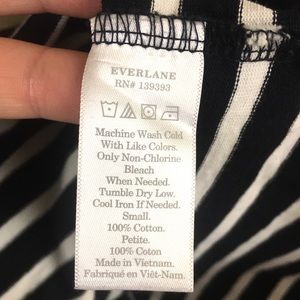 EVERLANE
RN# 139393
Machine Wash Cold
With Like Colors.
Only Non-Chlorine
Bleach
When Needed.
Tumble Dry Low.
Cool Iron If Needed.
Small.
100% Cotton.
Petite.
100% Coton
Made in Vietnam.
Fabriqué en Viêt-Nam.